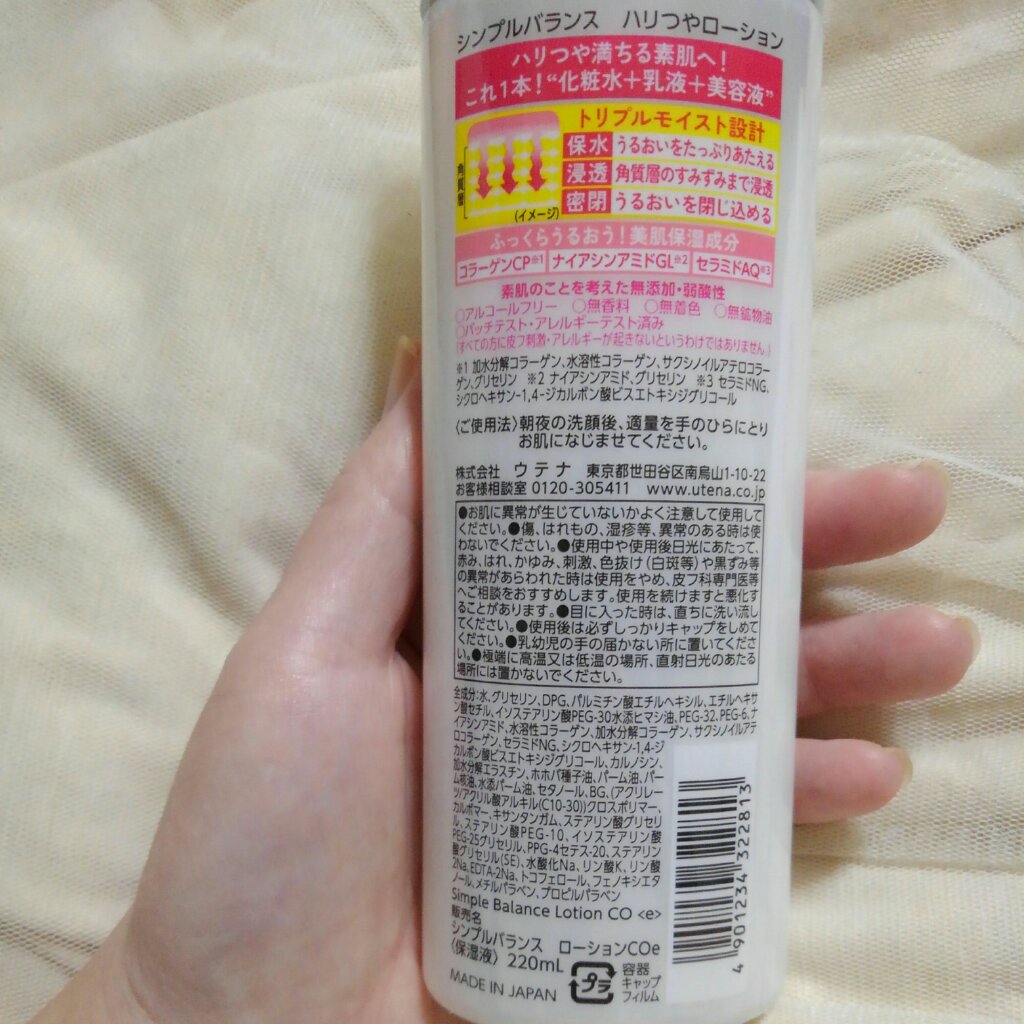 シンプルバランス ハリつやローション
ハリつや満ちる素肌へ!
これ1本!“化粧水+乳液+美容液”
トリプルモイスト設計
角質層
保水 うるおいをたっぷりあたえる
浸透 角質層のすみずみまで浸透
密閉 うるおいを閉じ込める
(イメージ)
ふっくらうるおう!美肌保湿成分
コラーゲンCP※1 ナイアシンアミドGL※2 セラミドAQ※3
素肌のことを考えた無添加・弱酸性
○アルコールフリー ○無香料 ○無着色 ○無鉱物油
○パッチテスト・アレルギーテスト済み
(すべての方に皮フ刺激・アレルギーが起きないというわけではありません。)
※1 加水分解コラーゲン、水溶性コラーゲン、サクシノイルアテロコラー
ゲン、グリセリン ※2 ナイアシンアミド、グリセリン ※3 セラミドNG、
シクロヘキサン-1,4-ジカルボン酸ビスエトキシジグリコール
〈ご使用法〉朝夜の洗顔後、適量を手のひらにとり
お肌になじませてください。
株式会社 ウテナ 東京都世田谷区南烏山1-10-22
お客様相談室 0120-305411 www.utena.co.jp
●お肌に異常が生じていないかよく注意して使用して
ください。●傷、はれもの、湿疹等、異常のある時は使
わないでください。●使用中や使用後日光にあたって、
赤み、はれ、かゆみ、刺激、色抜け(白斑等)や黒ずみ等
の異常があらわれた時は使用をやめ、皮フ科専門医等
へご相談をおすすめします。使用を続けますと悪化す
ることがあります。●目に入った時は、直ちに洗い流し
てください。●使用後は必ずしっかりキャップをしめて
ください。●乳幼児の手の届かない所に置いてくださ
い。●極端に高温又は低温の場所、直射日光のあたる
場所には置かないでください。
全成分:水、グリセリン、DPG、パルミチン酸エチルヘキシル、エチルヘキサ
ン酸セチル、イソステアリン酸PEG-30水添ヒマシ油、PEG-32、PEG-6、ナ
イアシンアミド、水溶性コラーゲン、加水分解コラーゲン、サクシノイルアテ
ロコラーゲン、セラミドNG、シクロヘキサン-1,4-ジ
カルボン酸ビスエトキシジグリコール、カルノシン、
加水分解エラスチン、ホホバ種子油、パーム油、パー
ム核油、水添パーム油、セタノール、BG、(アクリレー
ツ/アクリル酸アルキル(C10-30))クロスポリマー、
カルボマー、キサンタンガム、ステアリン酸グリセリ
ル、ステアリン酸PEG-10、イソステアリン酸
PEG-25グリセリル、PPG-4セテス-20、ステアリン
酸グリセリル(SE)、水酸化Na、リン酸K、リン酸
2Na、EDTA-2Na、トコフェロール、フェノキシエタ
ノール、メチルパラベン、プロピルパラベン
Simple Balance Lotion CO <e>
販売名
シンプルバランス ローションCOe
〈保湿液〉 220mL
MADE IN JAPAN
プラ
容器
キャップ
フィルム
4 901234 322813